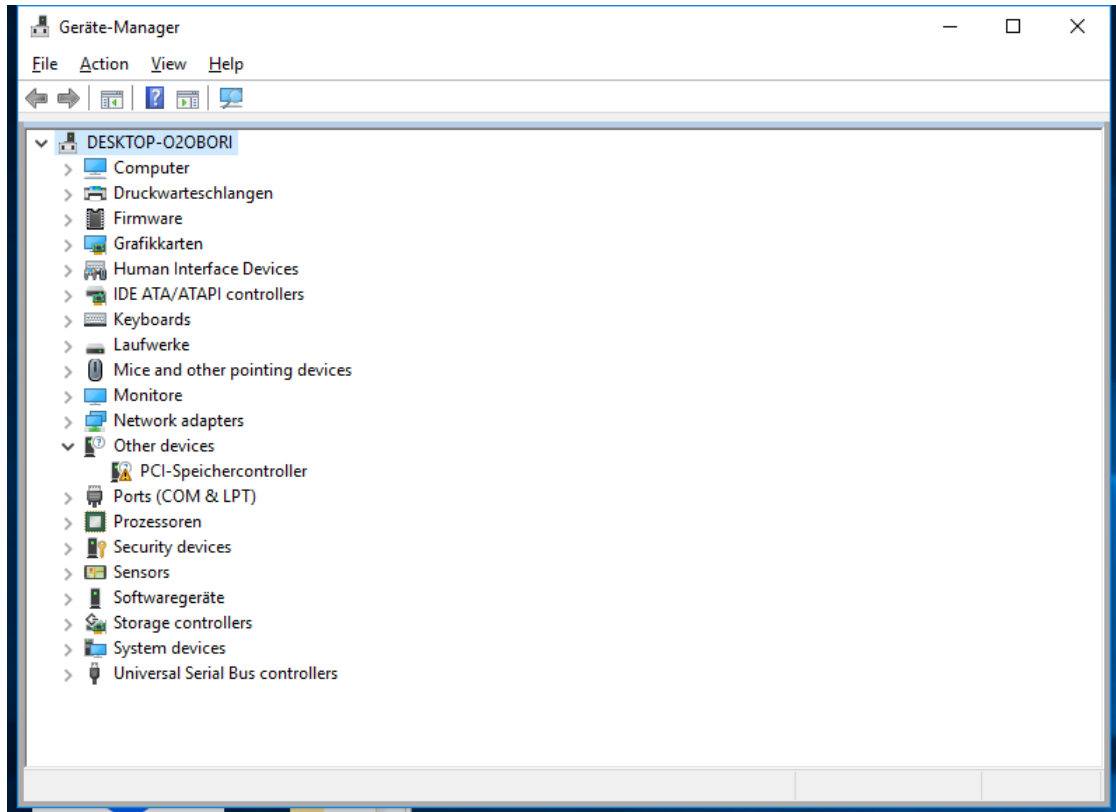 Geräte-Manager
File Action View Help
DESKTOP-O2OBORI
Computer
Druckwarteschlangen
Firmware
Grafikkarten
Human Interface Devices
IDE ATA/ATAPI controllers
Keyboards
Laufwerke
Mice and other pointing devices
Monitore
Network adapters
Other devices
PCI-Speichercontroller
Ports (COM & LPT)
Prozessoren
Security devices
Sensors
Softwaregeräte
Storage controllers
System devices
Universal Serial Bus controllers